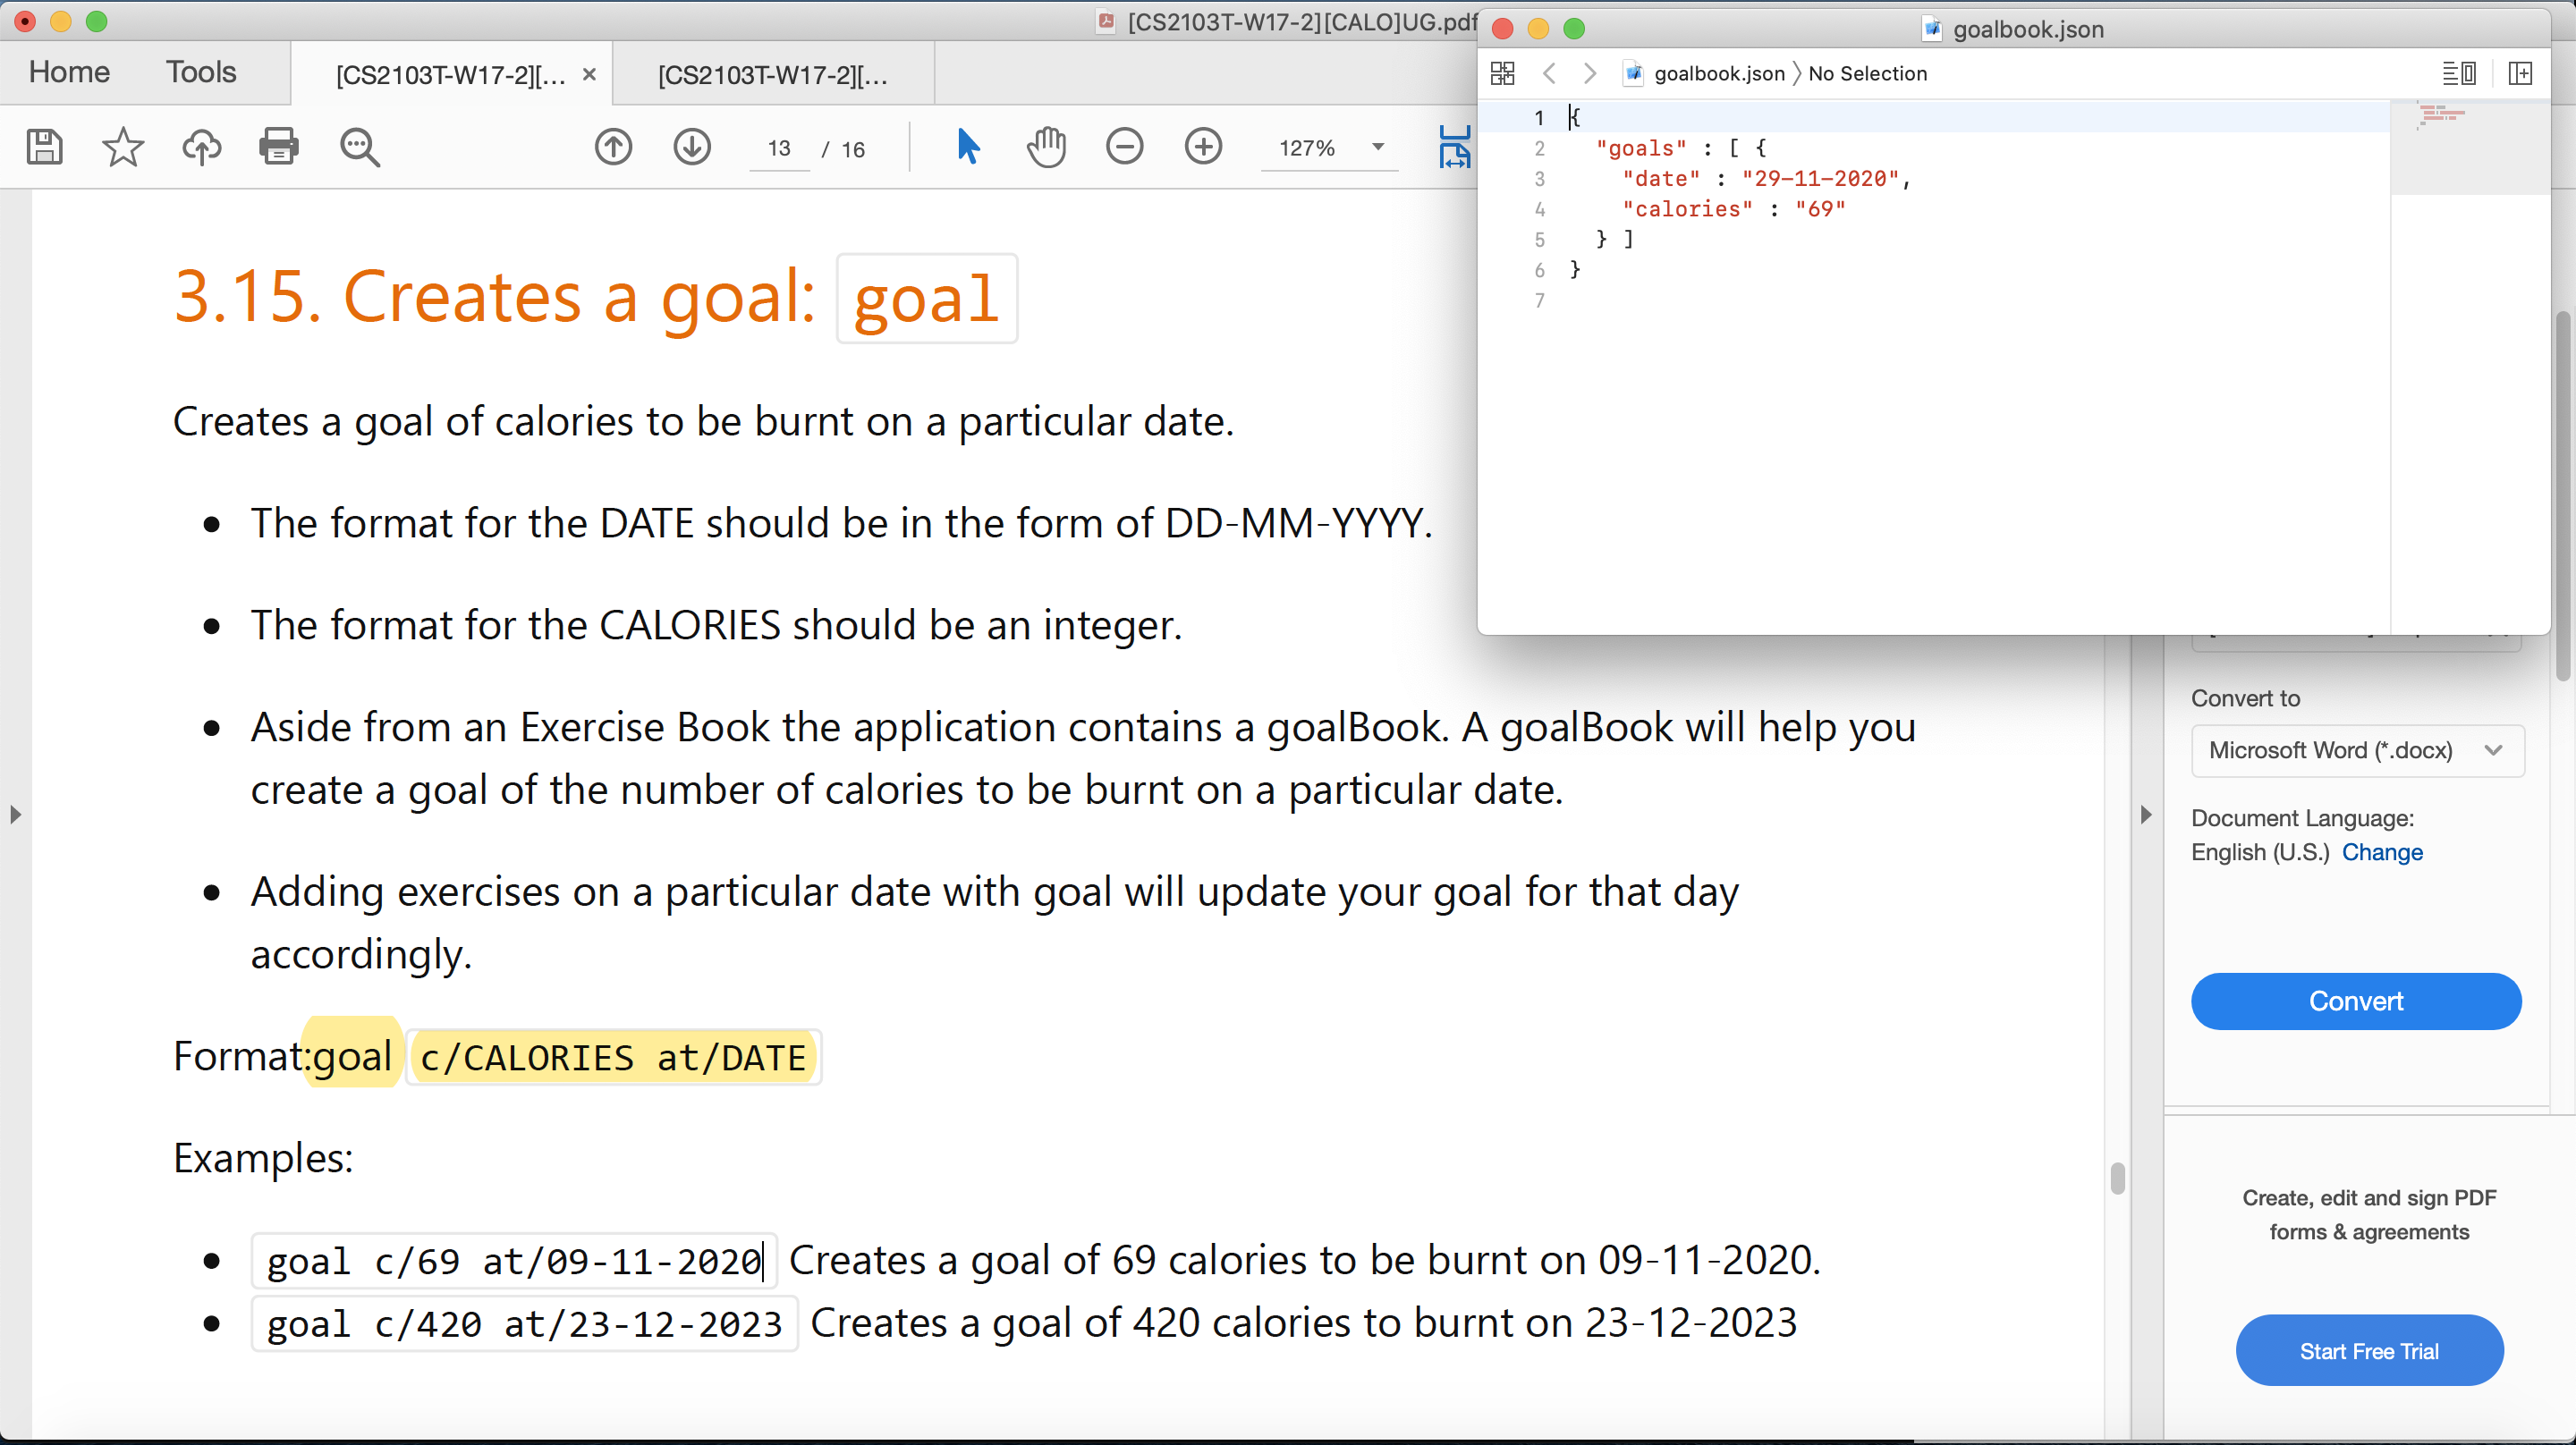 [CS2103T-W17-2][CALO]UG.pdf
Home Tools [CS2103T-W17-2][... × [CS2103T-W17-2][...
13 / 16 127%
3.15. Creates a goal: goal
Creates a goal of calories to be burnt on a particular date.
• The format for the DATE should be in the form of DD-MM-YYYY.
• The format for the CALORIES should be an integer.
• Aside from an Exercise Book the application contains a goalBook. A goalBook will help you
create a goal of the number of calories to be burnt on a particular date.
• Adding exercises on a particular date with goal will update your goal for that day
accordingly.
Format:goal c/CALORIES at/DATE
Examples:
• goal c/69 at/09-11-2020 Creates a goal of 69 calories to be burnt on 09-11-2020.
• goal c/420 at/23-12-2023 Creates a goal of 420 calories to burnt on 23-12-2023
goalbook.json
goalbook.json 〉 No Selection
1 {
2 "goals" : [ {
3 "date" : "29-11-2020",
4 "calories" : "69"
5 } ]
6 }
7
Convert to
Microsoft Word (*.docx)
Document Language:
English (U.S.) Change
Convert
Create, edit and sign PDF
forms & agreements
Start Free Trial